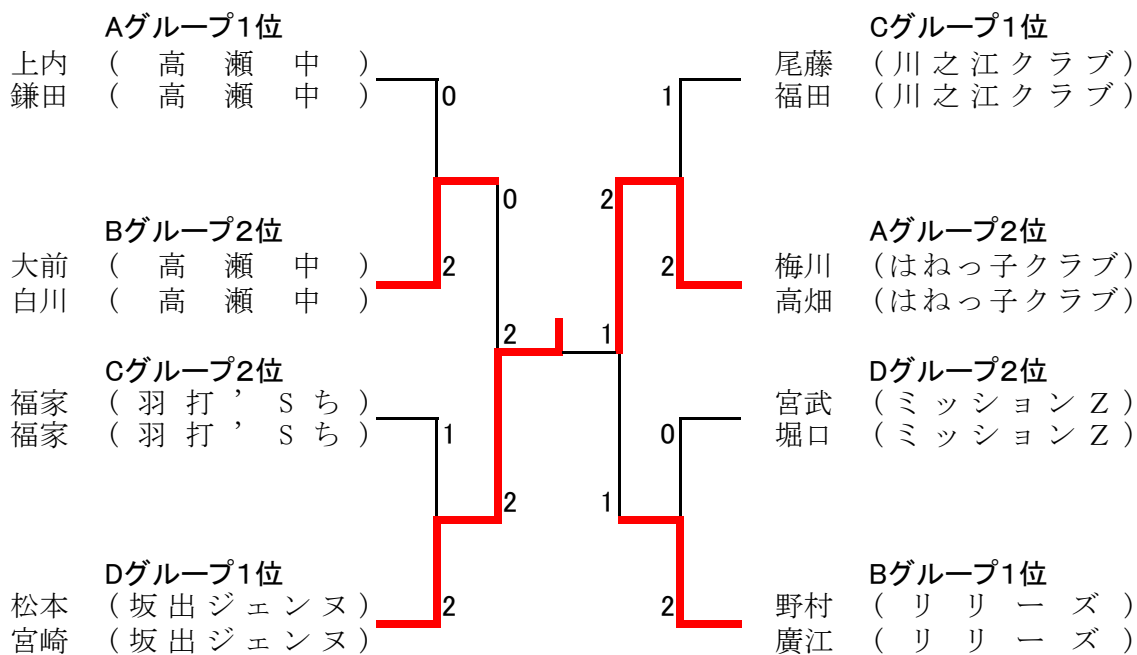 Aグループ1位
上内 (高瀬中)
鎌田 (高瀬中)
0
0
Bグループ2位
大前 (高瀬中)
白川 (高瀬中)
2
2
Cグループ2位
福家 (羽打’Sち)
福家 (羽打’Sち)
1
2
Dグループ1位
松本 (坂出ジェンヌ)
宮崎 (坂出ジェンヌ)
2
Cグループ1位
尾藤 (川之江クラブ)
福田 (川之江クラブ)
1
2
Aグループ2位
梅川 (はねっ子クラブ)
高畑 (はねっ子クラブ)
2
1
Dグループ2位
宮武 (ミッションZ)
堀口 (ミッションZ)
0
1
Bグループ1位
野村 (リリーズ)
廣江 (リリーズ)
2